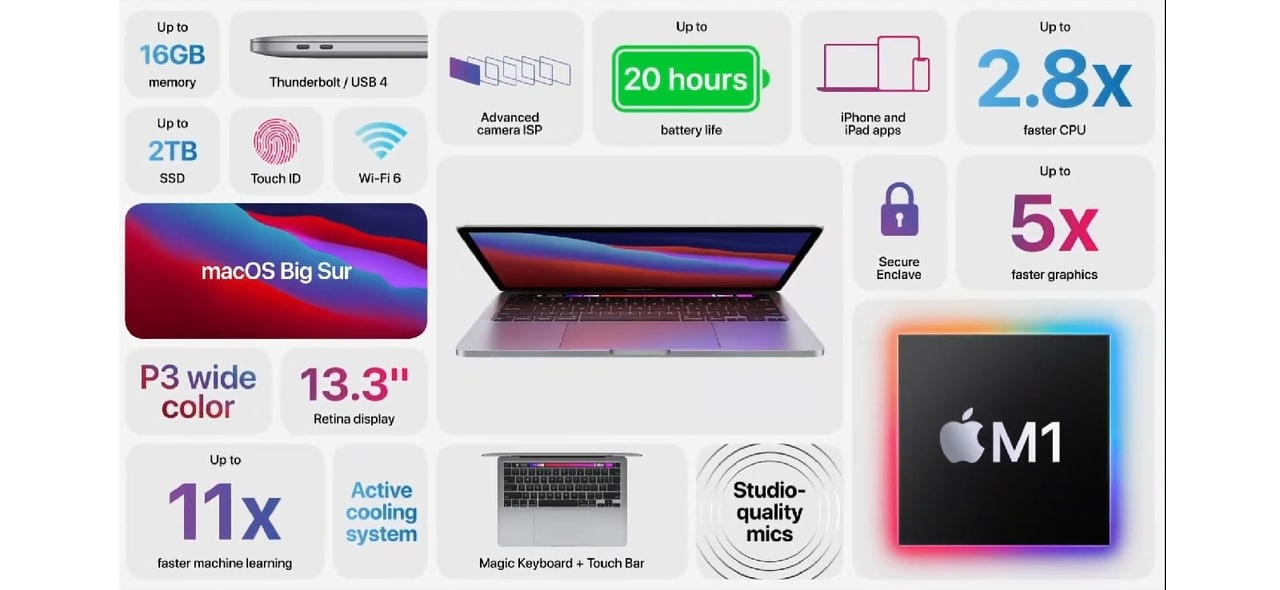 Up to
16GB
memory
Thunderbolt / USB 4
Advanced
camera ISP
Up to
20 hours
battery life
iPhone and
iPad apps
Up to
2.8x
faster CPU
Up to
2TB
SSD
Touch ID
Wi-Fi 6
Secure
Enclave
Up to
5x
faster graphics
macOS Big Sur
P3 wide
color
13.3"
Retina display
M1
Up to
11x
faster machine learning
Active
cooling
system
Magic Keyboard + Touch Bar
Studio-
quality
mics